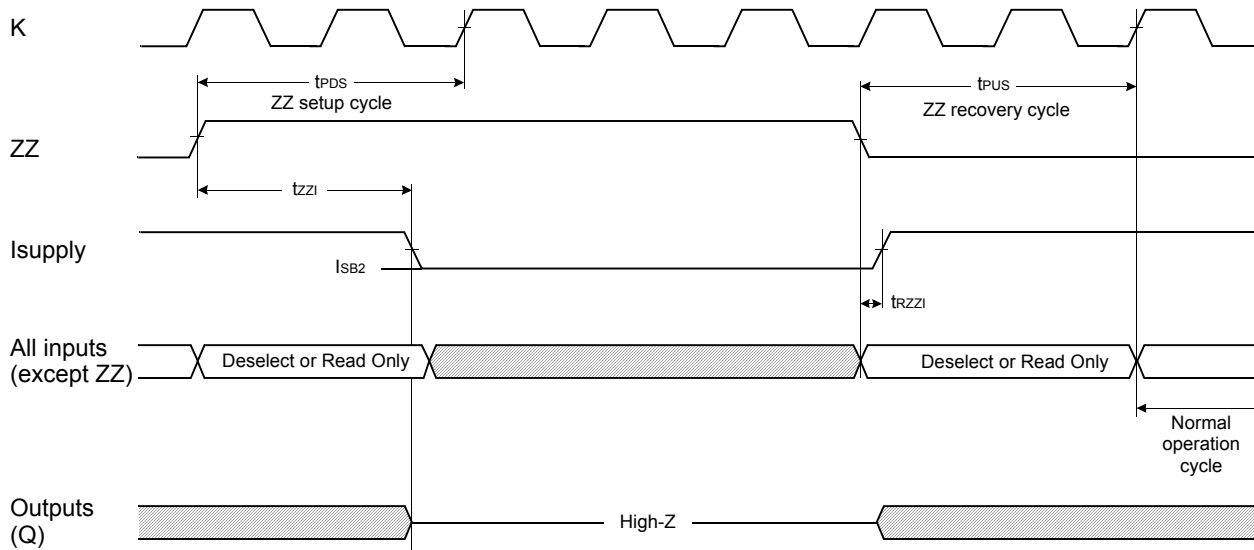 K
tPDS
ZZ setup cycle
tPUS
ZZ recovery cycle
ZZ
tZZI
Isupply
ISB2
tRZZI
All inputs
(except ZZ)
Deselect or Read Only
Deselect or Read Only
Normal
operation
cycle
Outputs
(Q)
High-Z